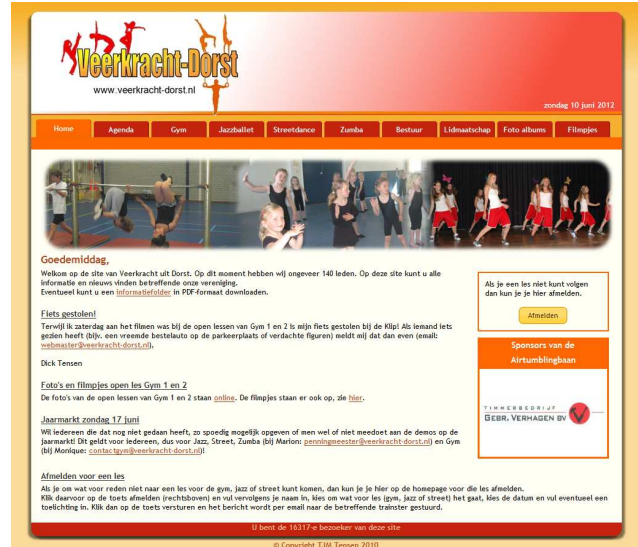 Veerkracht-Dorst
www.veerkracht-dorst.nl
zondag 10 juni 2012
Home Agenda Gym Jazzballet Streetdance Zumba Bestuur Lidmaatschap Foto albums Filmpjes
Goedemiddag,
Welkom op de site van Veerkracht uit Dorst. Op dit moment hebben wij ongeveer 140 leden. Op deze site kunt u alle
informatie en nieuws vinden betreffende onze vereniging.
Eventueel kunt u een informatiefolder in PDF-formaat downloaden.
Fiets gestolen!
Terwijl ik zaterdag aan het filmen was bij de open lessen van Gym 1 en 2 is mijn fiets gestolen bij de Klip! Als iemand iets
gezien heeft (bijv. een vreemde bestelauto op de parkeerplaats of verdachte figuren) meldt mij dat dan even (email:
webmaster@veerkracht-dorst.nl).
Dick Tensen
Foto's en filmpjes open les Gym 1 en 2
De foto's van de open lessen van Gym 1 en 2 staan online. De filmpjes staan er ook op, zie hier.
Jaarmarkt zondag 17 juni
Wil iedereen die dat nog niet gedaan heeft, zo spoedig mogelijk opgeven of men wel of niet meedoet aan de demos op de
jaarmarkt! Dit geldt voor iedereen, dus voor Jazz, Street, Zumba (bij Marion: penningmeester@veerkracht-dorst.nl) en Gym
(bij Monique: contactgym@veerkracht-dorst.nl)!
Als je een les niet kunt volgen
dan kun je je hier afmelden.
Afmelden
Sponsors van de
Airtumblingbaan
TIMMERBEDRIJF
GEBR. VERHAGEN BV
Afmelden voor een les
Als je om wat voor reden niet naar een les voor de gym, jazz of street kunt komen, dan kun je je hier op de homepage voor die les afmelden.
Klik daarvoor op de toets afmelden (rechtsboven) en vul vervolgens je naam in, kies om wat voor les (gym, jazz of street) het gaat, kies de datum en vul eventueel een
toelichting in. Klik dan op de toets versturen en het bericht wordt per email naar de betreffende trainster gestuurd.
U bent de 16317-e bezoeker van deze site
© Copyright TJM Tensen 2010